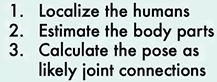 1. Localize the humans
2. Estimate the body parts
3. Calculate the pose as
likely joint connections